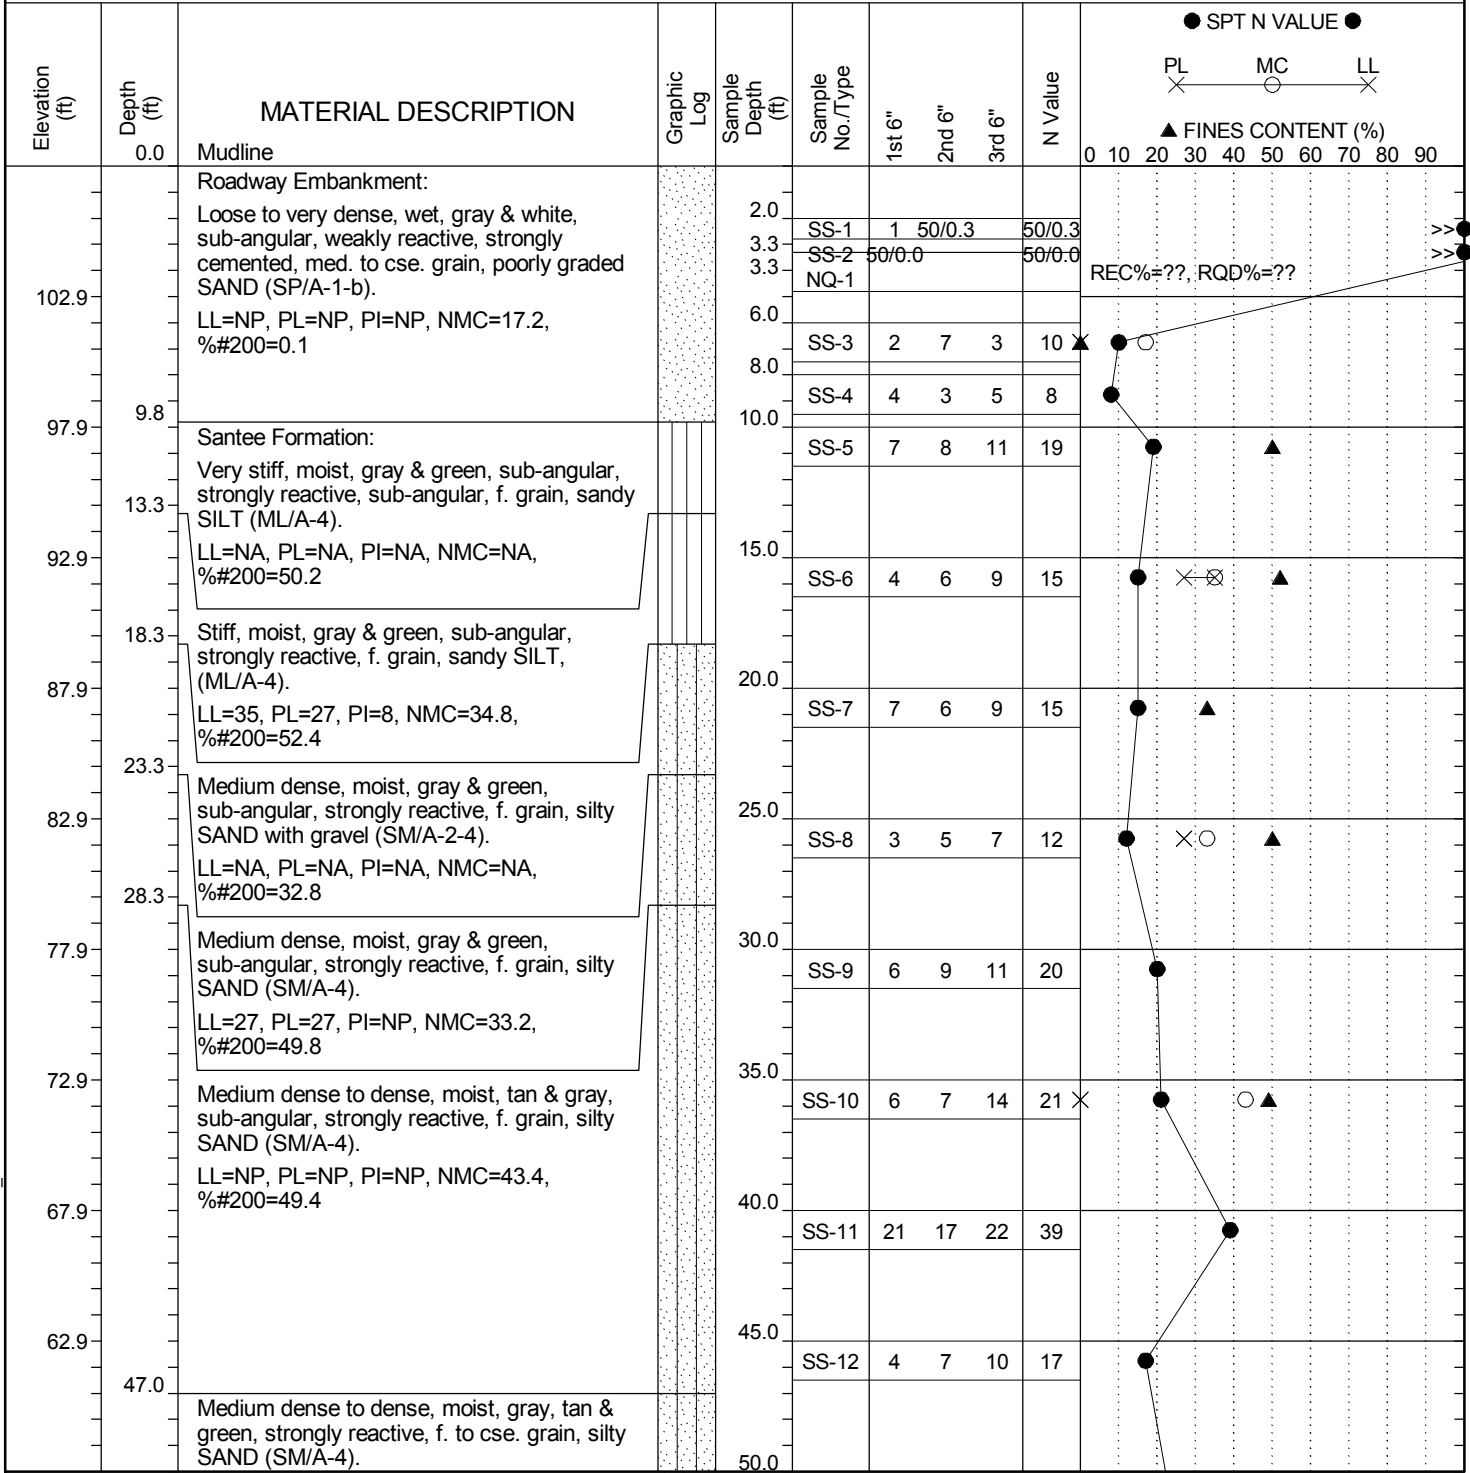 ● SPT N VALUE ●
PL MC LL
▲ FINES CONTENT (%)
0 10 20 30 40 50 60 70 80 90
Elevation (ft)
Depth (ft)
MATERIAL DESCRIPTION
Graphic Log
Sample Depth (ft)
Sample No./Type
1st 6"
2nd 6"
3rd 6"
N Value
0.0 Mudline
Roadway Embankment:
Loose to very dense, wet, gray & white,
sub-angular, weakly reactive, strongly
cemented, med. to cse. grain, poorly graded
SAND (SP/A-1-b).
LL=NP, PL=NP, PI=NP, NMC=17.2,
%#200=0.1
Santee Formation:
Very stiff, moist, gray & green, sub-angular,
strongly reactive, sub-angular, f. grain, sandy
SILT (ML/A-4).
LL=NA, PL=NA, PI=NA, NMC=NA,
%#200=50.2
Stiff, moist, gray & green, sub-angular,
strongly reactive, f. grain, sandy SILT,
(ML/A-4).
LL=35, PL=27, PI=8, NMC=34.8,
%#200=52.4
Medium dense, moist, gray & green,
sub-angular, strongly reactive, f. grain, silty
SAND with gravel (SM/A-2-4).
LL=NA, PL=NA, PI=NA, NMC=NA,
%#200=32.8
Medium dense, moist, gray & green,
sub-angular, strongly reactive, f. grain, silty
SAND (SM/A-4).
LL=27, PL=27, PI=NP, NMC=33.2,
%#200=49.8
Medium dense to dense, moist, tan & gray,
sub-angular, strongly reactive, f. grain, silty
SAND (SM/A-4).
LL=NP, PL=NP, PI=NP, NMC=43.4,
%#200=49.4
Medium dense to dense, moist, gray, tan &
green, strongly reactive, f. to cse. grain, silty
SAND (SM/A-4).
102.9
97.9
92.9
87.9
82.9
77.9
72.9
67.9
62.9
9.8
13.3
18.3
23.3
28.3
47.0
2.0
SS-1 1 50/0.3 50/0.3 >>
3.3
SS-2 50/0.0 50/0.0 >>
3.3
NQ-1 REC%=??, RQD%=??
6.0
SS-3 2 7 3 10
8.0
SS-4 4 3 5 8
10.0
SS-5 7 8 11 19
15.0
SS-6 4 6 9 15
20.0
SS-7 7 6 9 15
25.0
SS-8 3 5 7 12
30.0
SS-9 6 9 11 20
35.0
SS-10 6 7 14 21
40.0
SS-11 21 17 22 39
45.0
SS-12 4 7 10 17
50.0